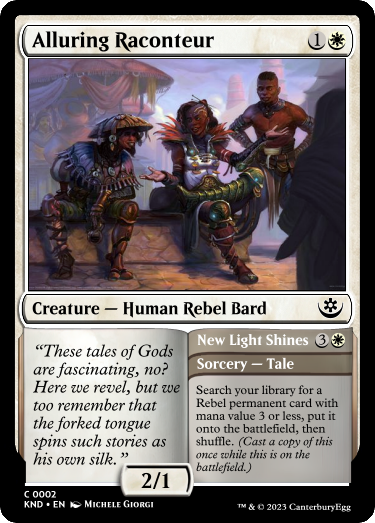 Alluring Raconteur 1
Creature — Human Rebel Bard
“These tales of Gods
are fascinating, no?
Here we revel, but we
too remember that
the forked tongue
spins such stories as
his own silk.”
New Light Shines 3
Sorcery — Tale
Search your library for a
Rebel permanent card with
mana value 3 or less, put it
onto the battlefield, then
shuffle. (Cast a copy of this
once while this is on the
battlefield.)
2/1
C 0002
KND • EN Michele Giorgi
™ & © 2023 CanterburyEgg